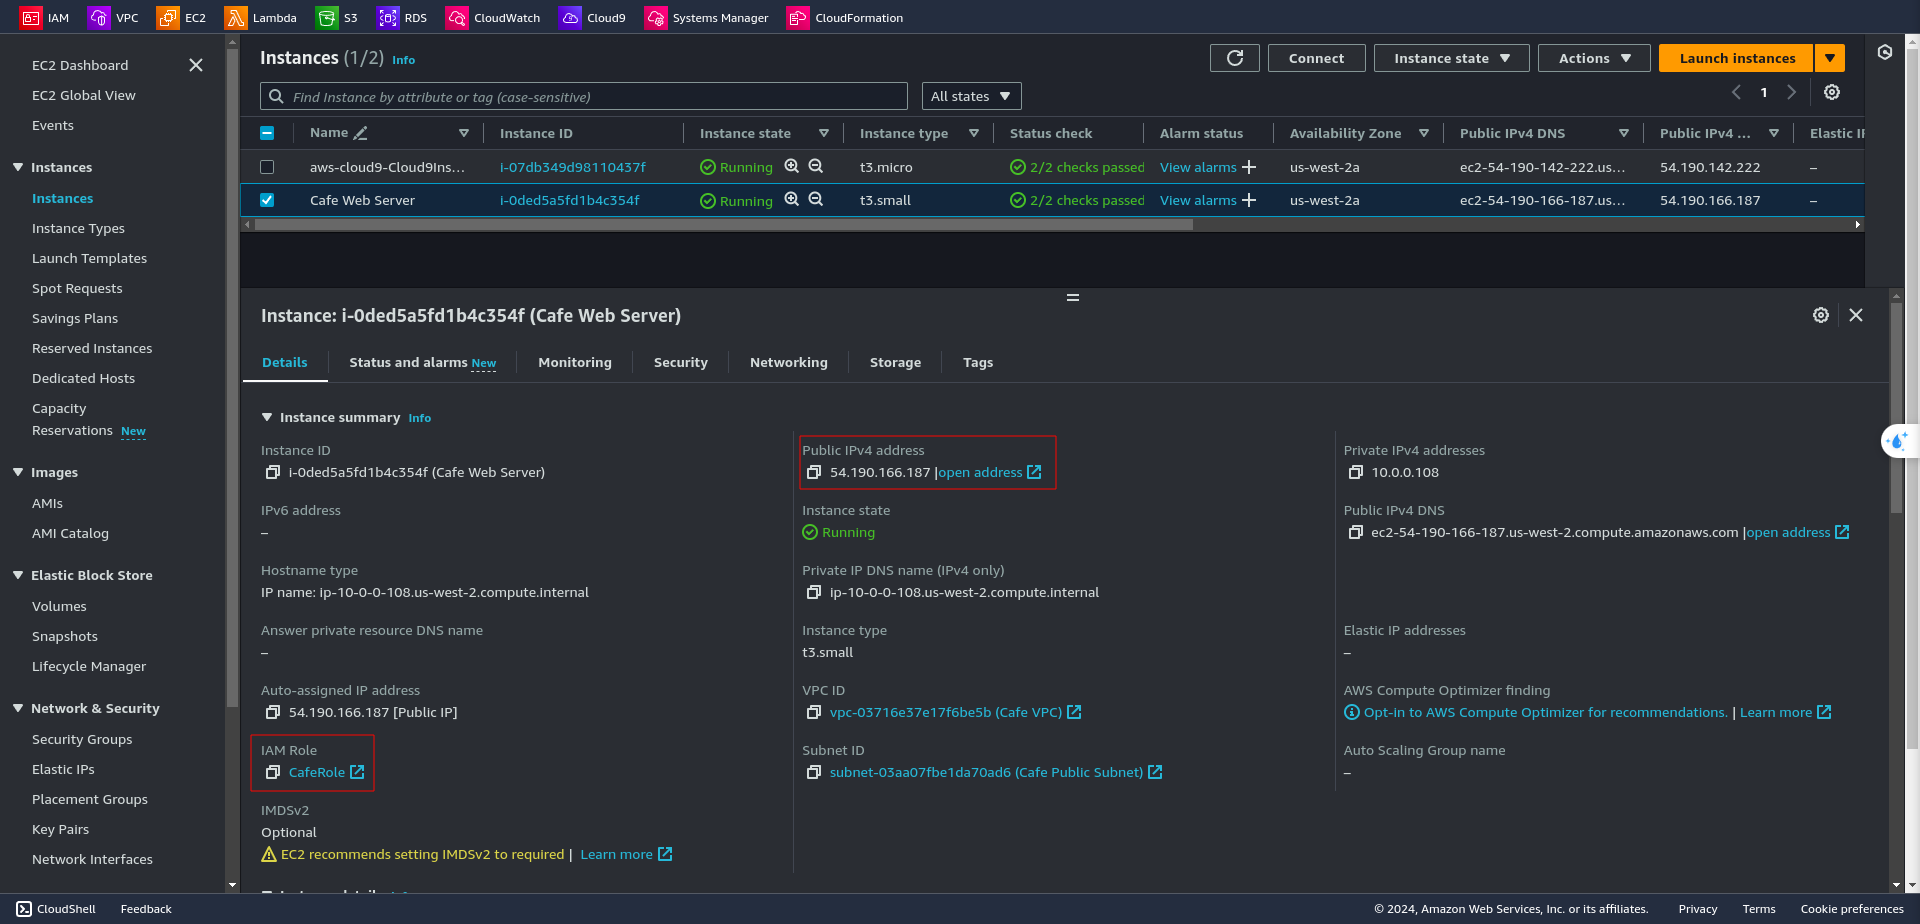 IAM VPC EC2 Lambda S3 RDS CloudWatch Cloud9 Systems Manager CloudFormation
EC2 Dashboard
EC2 Global View
Events
Instances
Instances
Instance Types
Launch Templates
Spot Requests
Savings Plans
Reserved Instances
Dedicated Hosts
Capacity
Reservations New
Images
AMIs
AMI Catalog
Elastic Block Store
Volumes
Snapshots
Lifecycle Manager
Network & Security
Security Groups
Elastic IPs
Placement Groups
Key Pairs
Network Interfaces
Instances (1/2) Info
Connect Instance state Actions Launch instances
Find Instance by attribute or tag (case-sensitive) All states 1
Name Instance ID Instance state Instance type Status check Alarm status Availability Zone Public IPv4 DNS Public IPv4 ... Elastic IP
aws-cloud9-Cloud9Ins... i-07db349d98110437f Running t3.micro 2/2 checks passed View alarms us-west-2a ec2-54-190-142-222.us... 54.190.142.222 –
Cafe Web Server i-0ded5a5fd1b4c354f Running t3.small 2/2 checks passed View alarms us-west-2a ec2-54-190-166-187.us... 54.190.166.187 –
Instance: i-0ded5a5fd1b4c354f (Cafe Web Server)
Details Status and alarms New Monitoring Security Networking Storage Tags
Instance summary Info
Instance ID
i-0ded5a5fd1b4c354f (Cafe Web Server)
Public IPv4 address
54.190.166.187 |open address
Private IPv4 addresses
10.0.0.108
IPv6 address
–
Instance state
Running
Public IPv4 DNS
ec2-54-190-166-187.us-west-2.compute.amazonaws.com |open address
Hostname type
IP name: ip-10-0-0-108.us-west-2.compute.internal
Private IP DNS name (IPv4 only)
ip-10-0-0-108.us-west-2.compute.internal
Answer private resource DNS name
–
Instance type
t3.small
Elastic IP addresses
–
Auto-assigned IP address
54.190.166.187 [Public IP]
VPC ID
vpc-03716e37e17f6be5b (Cafe VPC)
AWS Compute Optimizer finding
Opt-in to AWS Compute Optimizer for recommendations. | Learn more
IAM Role
CafeRole
Subnet ID
subnet-03aa07fbe1da70ad6 (Cafe Public Subnet)
Auto Scaling Group name
–
IMDSv2
Optional
EC2 recommends setting IMDSv2 to required | Learn more
CloudShell Feedback © 2024, Amazon Web Services, Inc. or its affiliates. Privacy Terms Cookie preferences